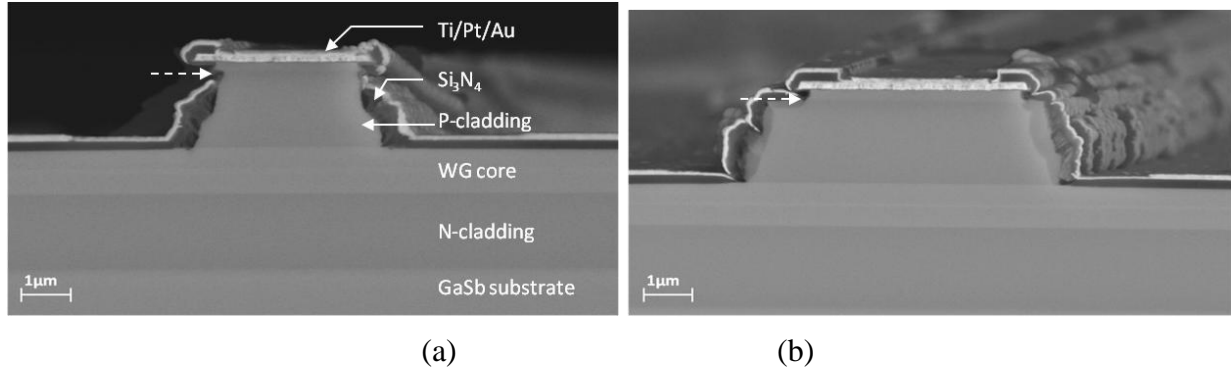 Ti/Pt/Au
Si₃N₄
P-cladding
WG core
N-cladding
GaSb substrate
1μm
1μm
(a) (b)